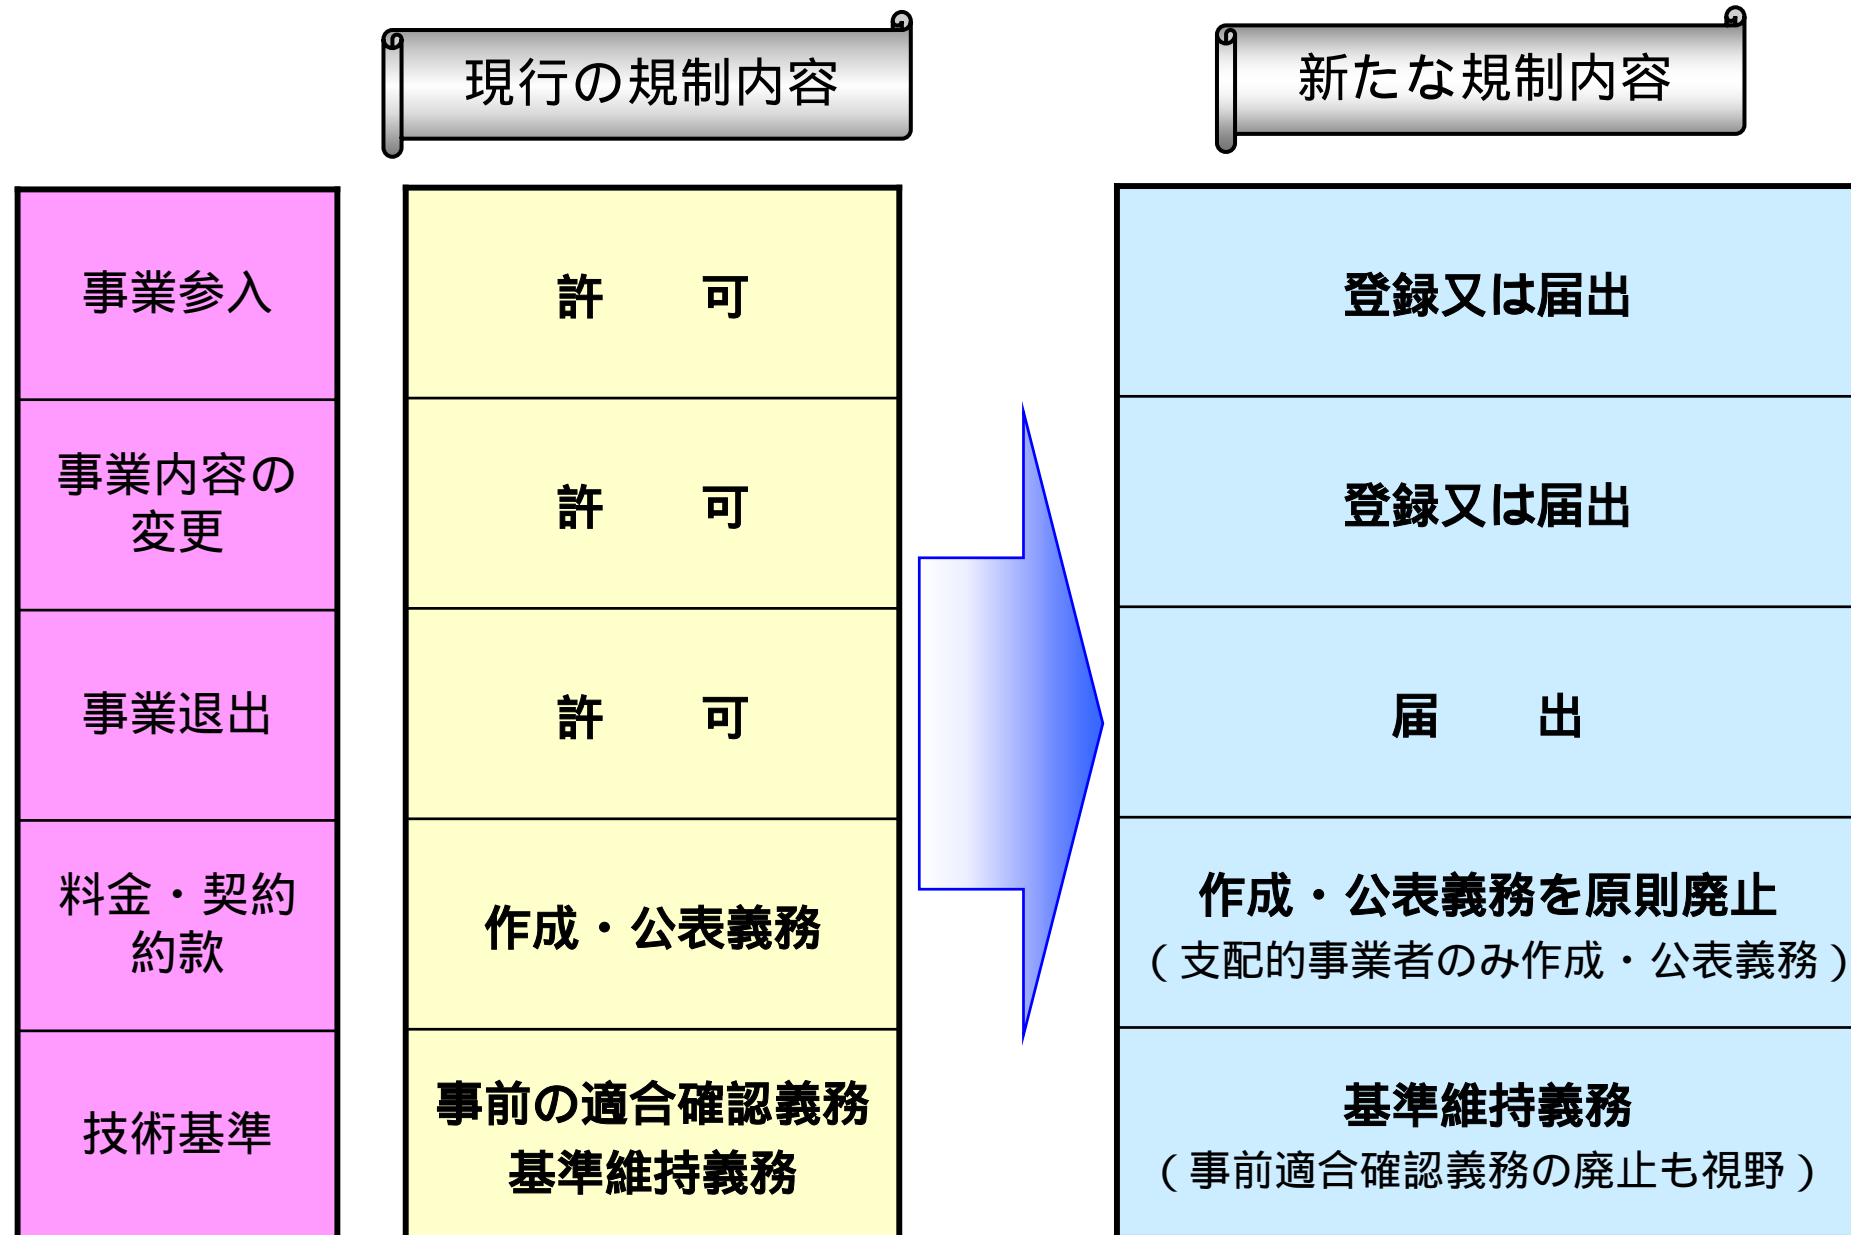 現行の規制内容
新たな規制内容
事業参入
許　可
登録又は届出
事業内容の
変更
許　可
登録又は届出
事業退出
許　可
届　出
料金・契約
約款
作成・公表義務
作成・公表義務を原則廃止
（支配的事業者のみ作成・公表義務）
技術基準
事前の適合確認義務
基準維持義務
基準維持義務
（事前適合確認義務の廃止も視野）